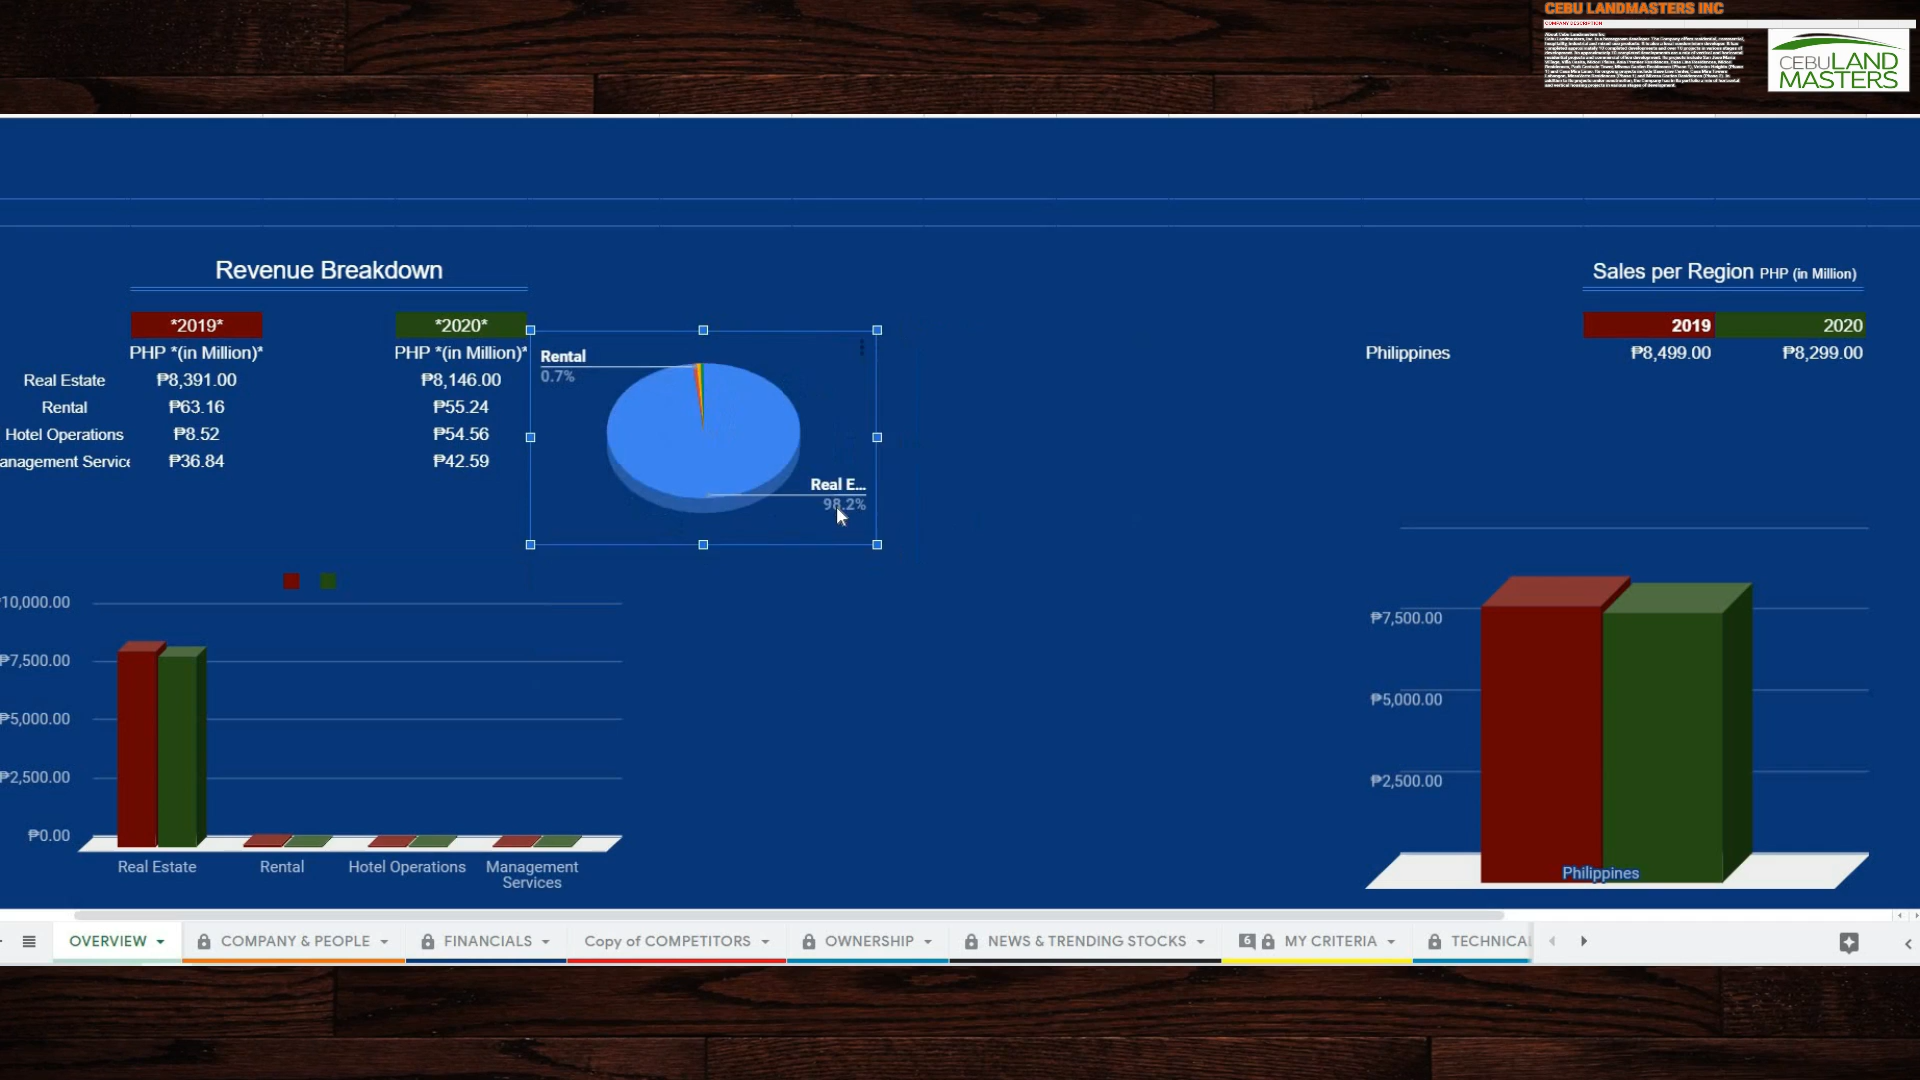 CEBU LANDMASTERS INC
COMPANY DESCRIPTION
CEBU LAND
MASTERS
Revenue Breakdown
*2019*
*2020*
PHP *(in Million)*
PHP *(in Million)*
Real Estate ₱8,391.00 ₱8,146.00
Rental ₱63.16 ₱55.24
Hotel Operations ₱8.52 ₱54.56
anagement Service ₱36.84 ₱42.59
Rental
0.7%
Real E...
98.2%
Sales per Region PHP (in Million)
2019 2020
Philippines ₱8,499.00 ₱8,299.00
10,000.00
₱7,500.00
₱5,000.00
₱2,500.00
₱0.00
Real Estate
Rental
Hotel Operations
Management
Services
₱7,500.00
₱5,000.00
₱2,500.00
Philippines
OVERVIEW
COMPANY & PEOPLE
FINANCIALS
Copy of COMPETITORS
OWNERSHIP
NEWS & TRENDING STOCKS
6 MY CRITERIA
TECHNICAL